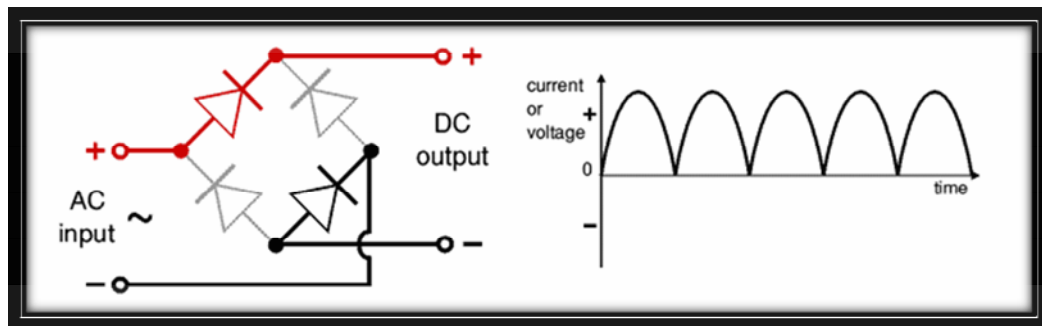 +
+
DC
output
AC
input
~
−
−
current
or
voltage
+
0
time
−